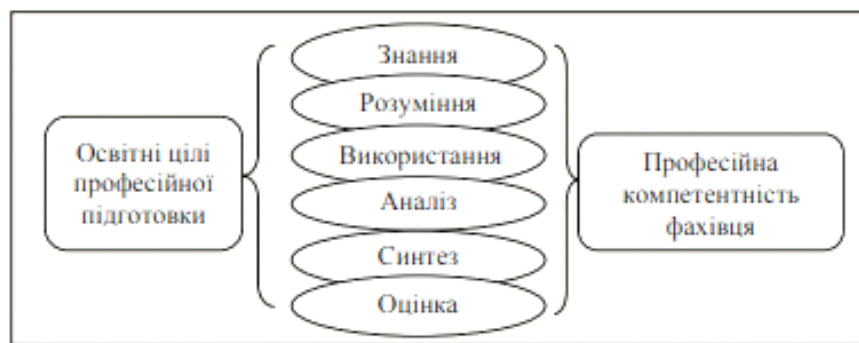 Освітні цілі
професійної
підготовки
Знання
Розуміння
Використання
Аналіз
Синтез
Оцінка
Професійна
компетентність
фахівця